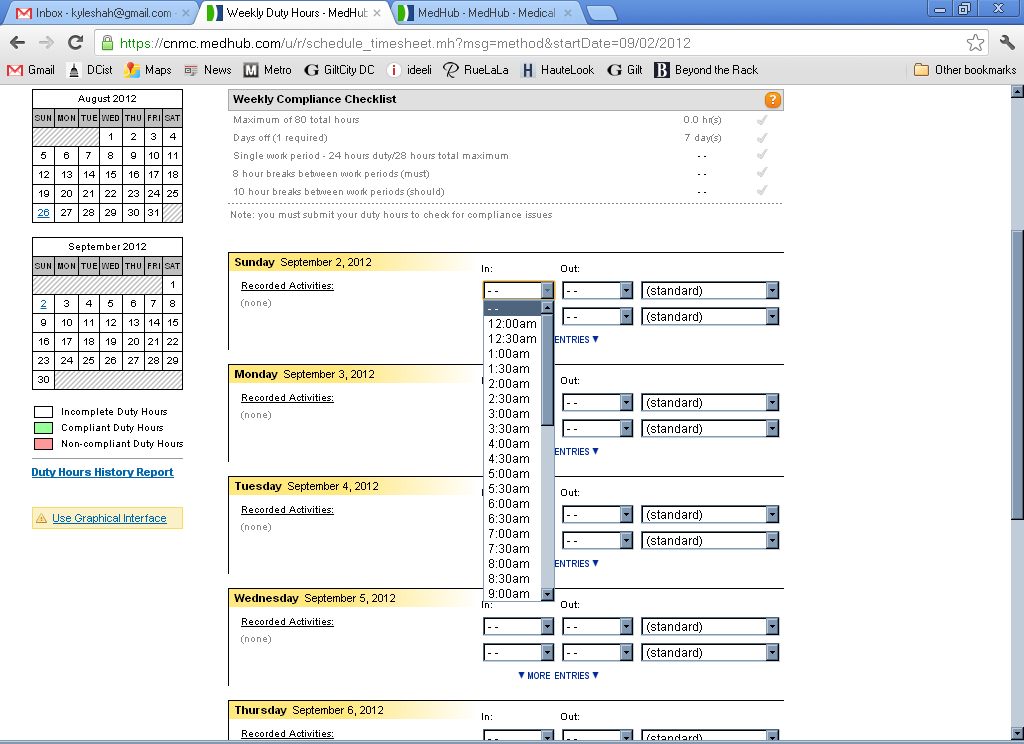 Inbox - kyleshah@gmail.com
Weekly Duty Hours - MedHub
MedHub - MedHub - Medical
https://cnmc.medhub.com/u/r/schedule_timesheet.mh?msg=method&startDate=09/02/2012
Gmail DCist Maps News Metro GiltCity DC ideeli RueLaLa HauteLook Gilt Beyond the Rack Other bookmarks
August 2012
SUN MON TUE WED THU FRI SAT
1 2 3 4
5 6 7 8 9 10 11
12 13 14 15 16 17 18
19 20 21 22 23 24 25
26 27 28 29 30 31
September 2012
SUN MON TUE WED THU FRI SAT
1
2 3 4 5 6 7 8
9 10 11 12 13 14 15
16 17 18 19 20 21 22
23 24 25 26 27 28 29
30
Incomplete Duty Hours
Compliant Duty Hours
Non-compliant Duty Hours
Duty Hours History Report
Use Graphical Interface
Weekly Compliance Checklist ?
Maximum of 80 total hours 0.0 hr(s)
Days off (1 required) 7 day(s)
Single work period - 24 hours duty/28 hours total maximum - -
8 hour breaks between work periods (must) - -
10 hour breaks between work periods (should) - -
Note: you must submit your duty hours to check for compliance issues
Sunday September 2, 2012
In: Out:
Recorded Activities:
(none)
- - - - (standard)
- - (standard)
ENTRIES ▼
- -
12:00am
12:30am
1:00am
1:30am
2:00am
2:30am
3:00am
3:30am
4:00am
4:30am
5:00am
5:30am
6:00am
6:30am
7:00am
7:30am
8:00am
8:30am
9:00am
Monday September 3, 2012
Out:
Recorded Activities:
(none)
- - (standard)
- - (standard)
ENTRIES ▼
Tuesday September 4, 2012
Out:
Recorded Activities:
(none)
- - (standard)
- - (standard)
ENTRIES ▼
Wednesday September 5, 2012
In: Out:
Recorded Activities:
(none)
- - - - (standard)
- - - - (standard)
▼ MORE ENTRIES ▼
Thursday September 6, 2012
In: Out:
Recorded Activities:
- - - - (standard)